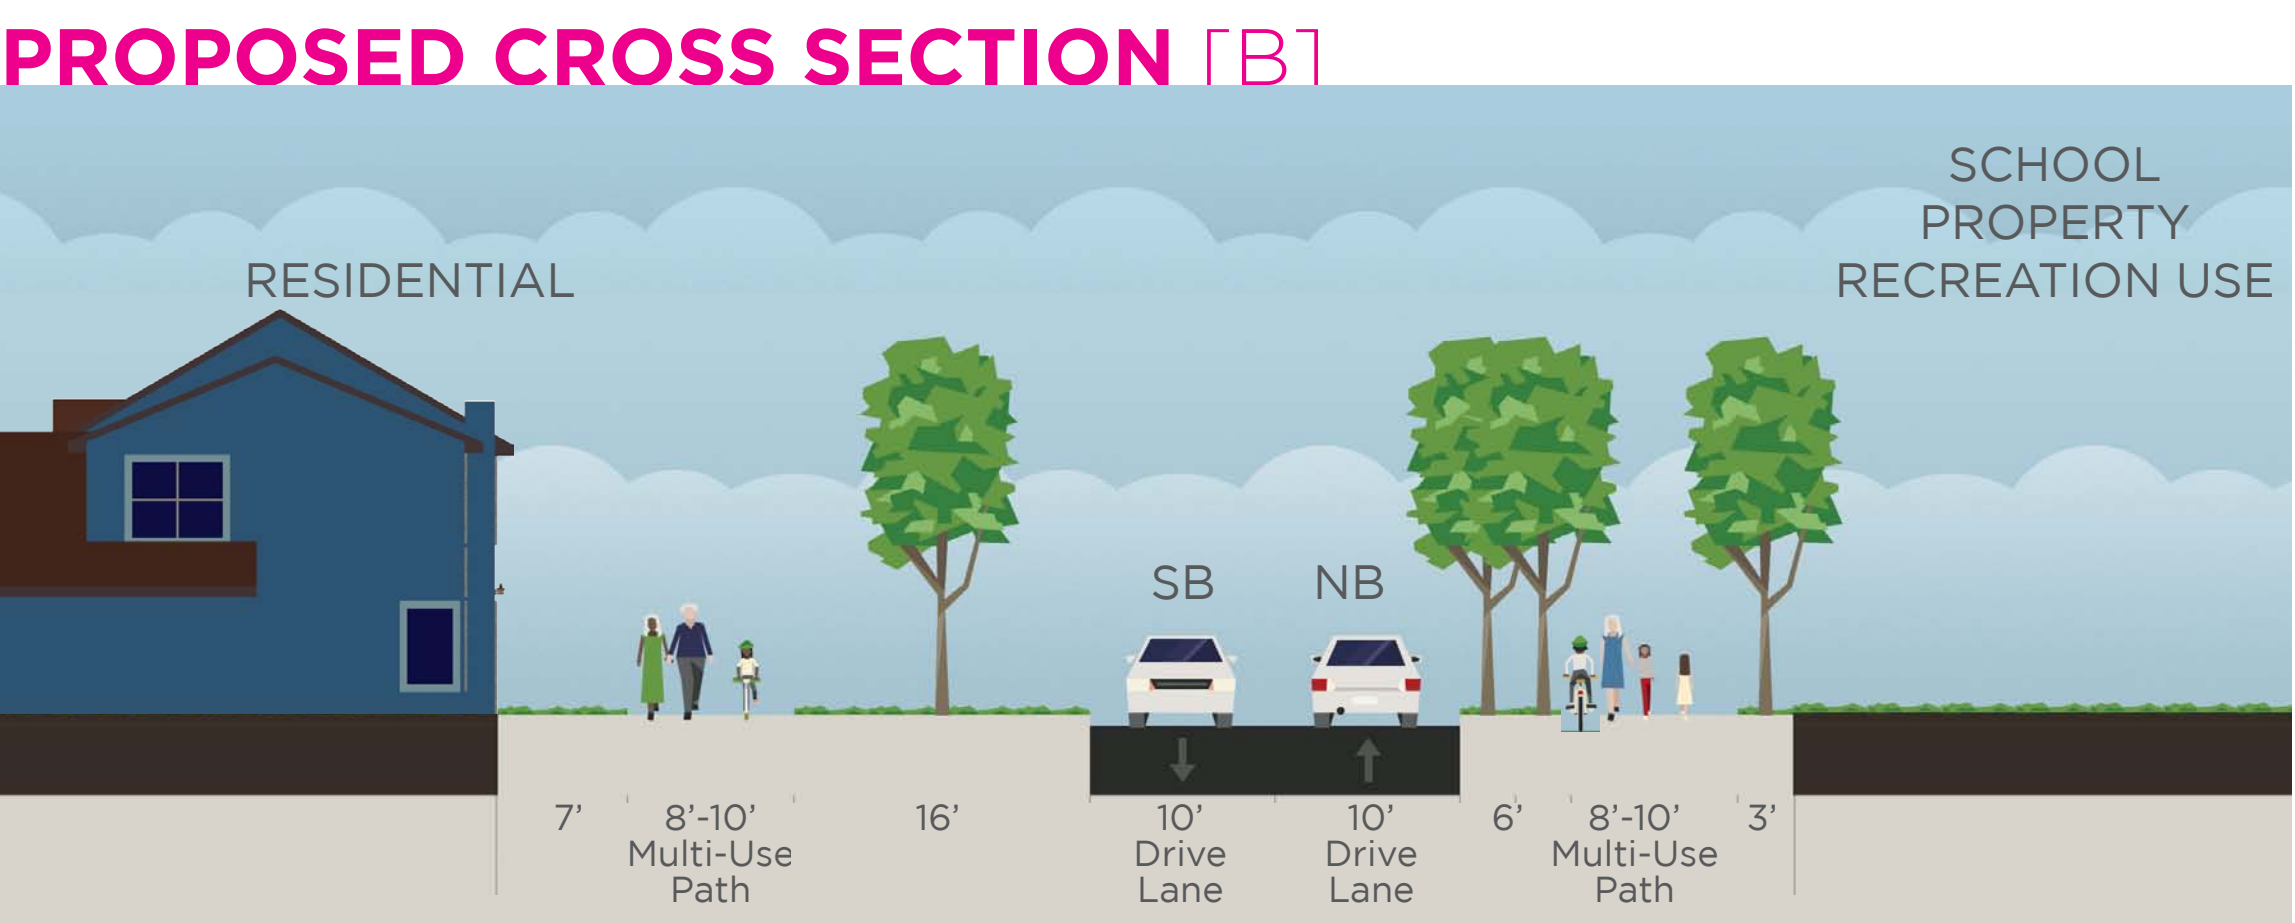 PROPOSED CROSS SECTION [B]
SCHOOL
PROPERTY
RECREATION USE
RESIDENTIAL
SB
NB
7’
8’-10’
Multi-Use
Path
16’
10’
Drive
Lane
10’
Drive
Lane
6’
8’-10’
Multi-Use
Path
3’